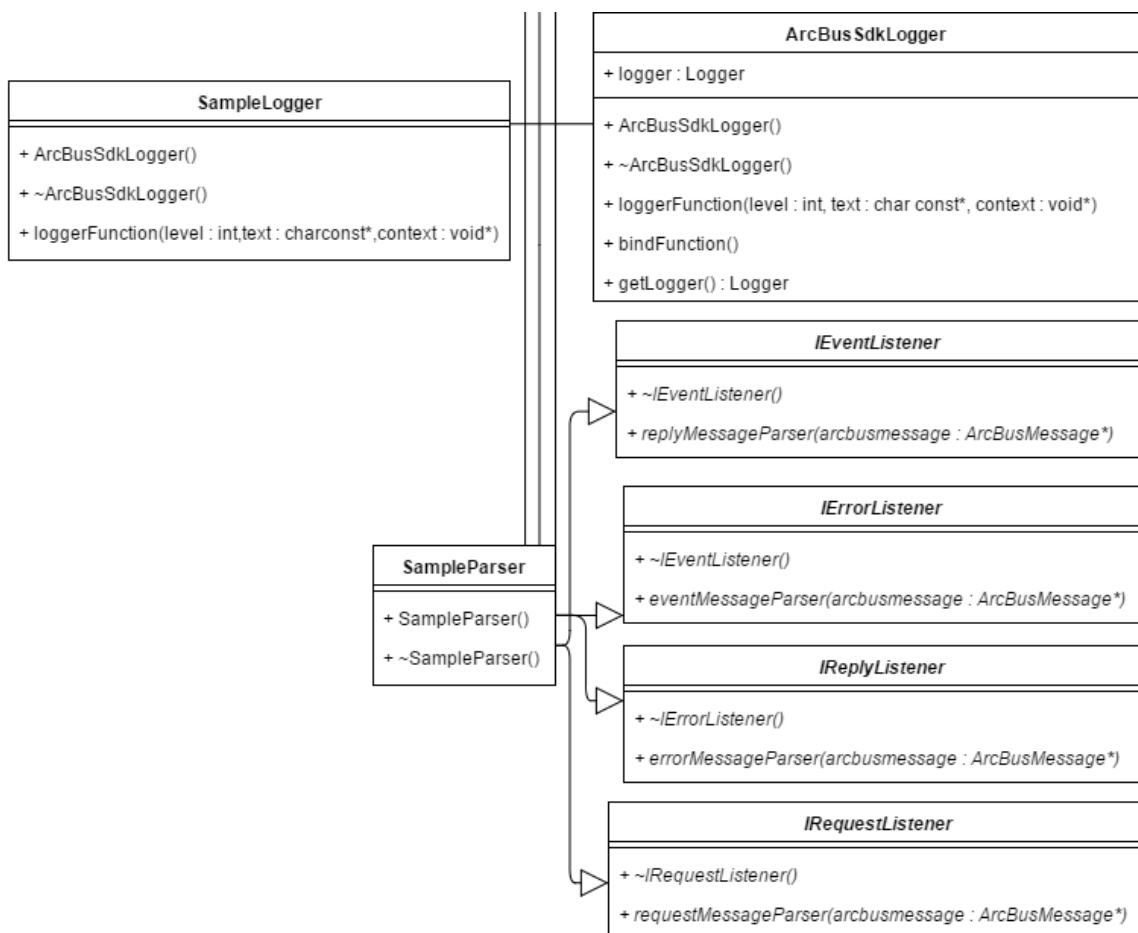 SampleLogger
+ ArcBusSdkLogger()
+ ~ArcBusSdkLogger()
+ loggerFunction(level : int,text : charconst*,context : void*)
ArcBusSdkLogger
+ logger : Logger
+ ArcBusSdkLogger()
+ ~ArcBusSdkLogger()
+ loggerFunction(level : int, text : char const*, context : void*)
+ bindFunction()
+ getLogger() : Logger
IEventListener
+ ~IEventListener()
+ replyMessageParser(arcbusmessage : ArcBusMessage*)
IErrorListener
+ ~IEventListener()
+ eventMessageParser(arcbusmessage : ArcBusMessage*)
SampleParser
+ SampleParser()
+ ~SampleParser()
IReplyListener
+ ~IErrorListener()
+ errorMessageParser(arcbusmessage : ArcBusMessage*)
IRequestListener
+ ~IRequestListener()
+ requestMessageParser(arcbusmessage : ArcBusMessage*)